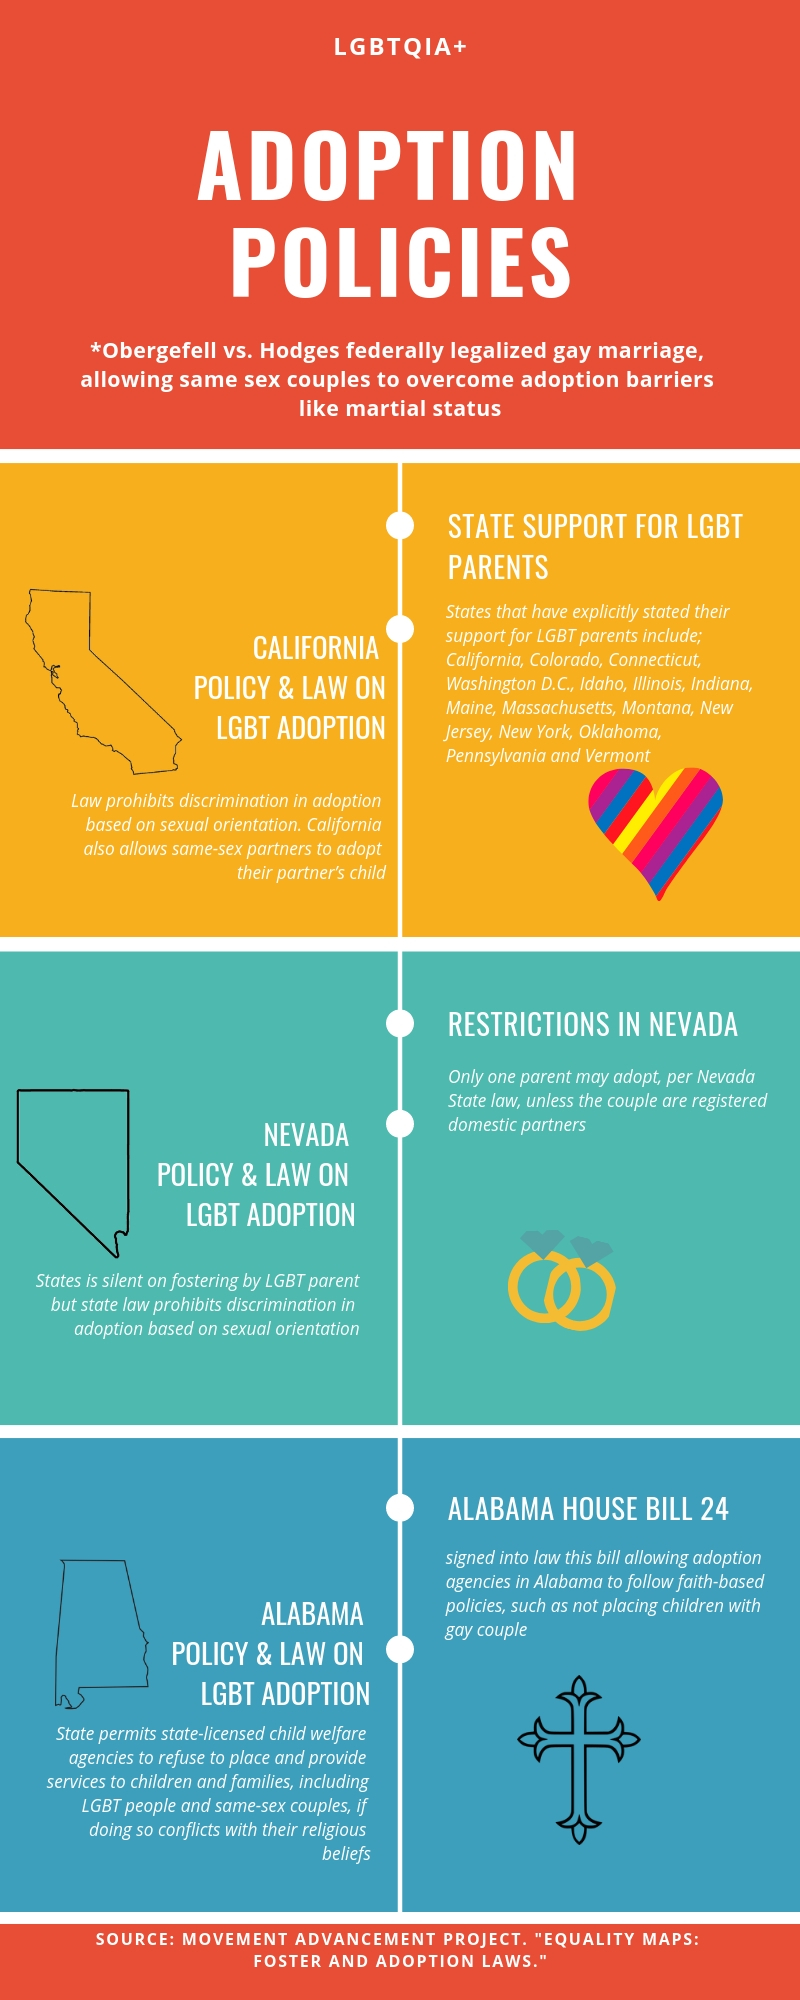 LGBTQIA+
ADOPTION
POLICIES
*Obergefell vs. Hodges federally legalized gay marriage,
allowing same sex couples to overcome adoption barriers
like martial status
STATE SUPPORT FOR LGBT
PARENTS
States that have explicitly stated their
support for LGBT parents include;
California, Colorado, Connecticut,
Washington D.C., Idaho, Illinois, Indiana,
Maine, Massachusetts, Montana, New
Jersey, New York, Oklahoma,
Pennsylvania and Vermont
CALIFORNIA
POLICY & LAW ON
LGBT ADOPTION
Law prohibits discrimination in adoption
based on sexual orientation. California
also allows same-sex partners to adopt
their partner's child
RESTRICTIONS IN NEVADA
Only one parent may adopt, per Nevada
State law, unless the couple are registered
domestic partners
NEVADA
POLICY & LAW ON
LGBT ADOPTION
States is silent on fostering by LGBT parent
but state law prohibits discrimination in
adoption based on sexual orientation
ALABAMA HOUSE BILL 24
signed into law this bill allowing adoption
agencies in Alabama to follow faith-based
policies, such as not placing children with
gay couple
ALABAMA
POLICY & LAW ON
LGBT ADOPTION
State permits state-licensed child welfare
agencies to refuse to place and provide
services to children and families, including
LGBT people and same-sex couples, if
doing so conflicts with their religious
beliefs
SOURCE: MOVEMENT ADVANCEMENT PROJECT. "EQUALITY MAPS:
FOSTER AND ADOPTION LAWS."